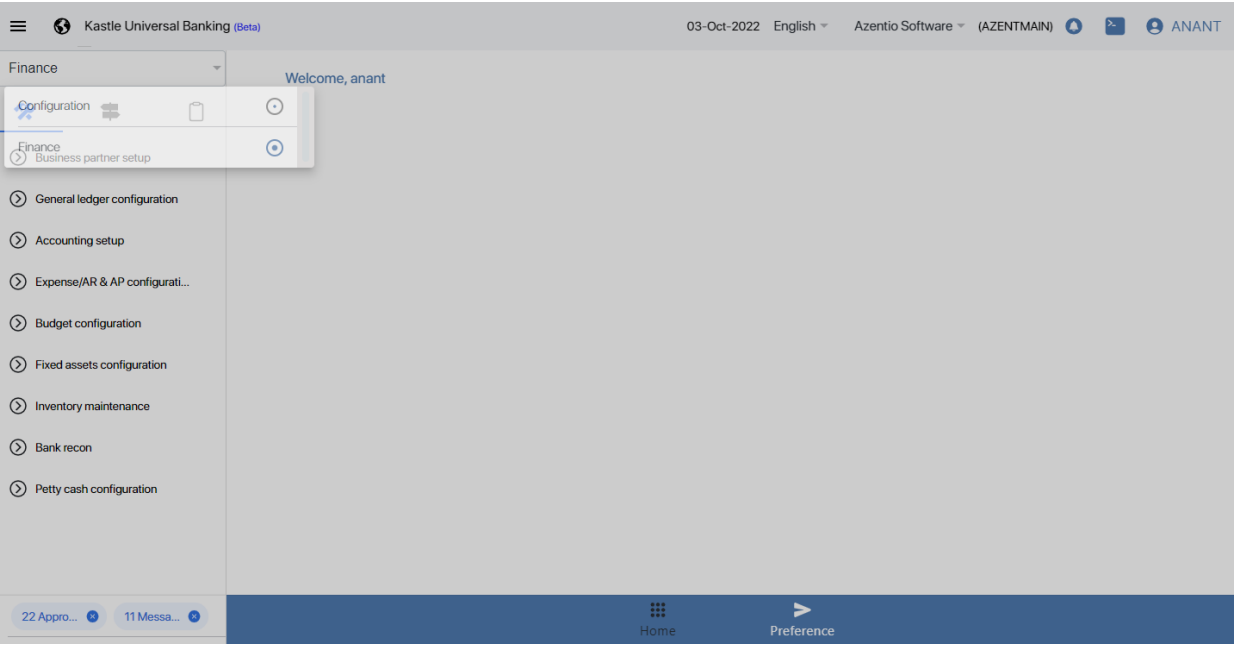 Kastle Universal Banking (Beta)
03-Oct-2022 English Azentio Software (AZENTMAIN) ANANT
Finance
Welcome, anant
Configuration
Finance
Business partner setup
General ledger configuration
Accounting setup
Expense/AR & AP configurati...
Budget configuration
Fixed assets configuration
Inventory maintenance
Bank recon
Petty cash configuration
22 Appro... 11 Messa...
Home Preference